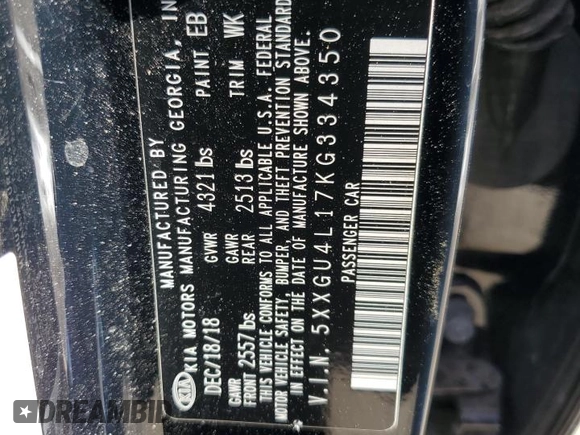 KIA
MANUFACTURED BY
KIA MOTORS MANUFACTURING GEORGIA, IN
DEC/18/18 GVWR 4321 lbs PAINT EB
GAWR FRONT 2557 lbs GAWR REAR 2513 lbs TRIM WK
THIS VEHICLE CONFORMS TO ALL APPLICABLE U.S.A. FEDERAL
MOTOR VEHICLE SAFETY, BUMPER, AND THEFT PREVENTION STANDARD
IN EFFECT ON THE DATE OF MANUFACTURE SHOWN ABOVE.
V.I.N. 5XXGU4L17KG334350
PASSENGER CAR
DREAMBID